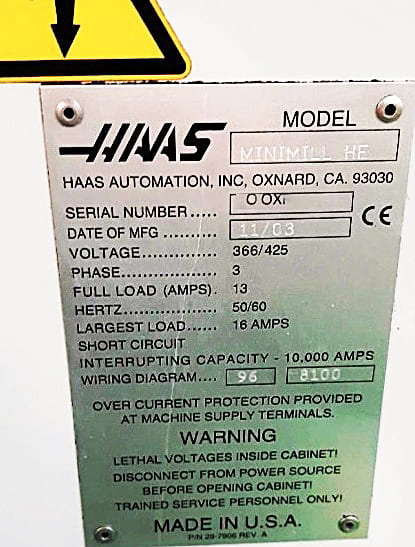 HAAS
MODEL
MINIMILL HE
HAAS AUTOMATION, INC, OXNARD, CA. 93030
SERIAL NUMBER .....
CE
DATE OF MFG .......... 11/03
VOLTAGE................ 366/425
PHASE.................... 3
FULL LOAD (AMPS). 13
HERTZ.................... 50/60
LARGEST LOAD...... 16 AMPS
SHORT CIRCUIT
INTERRUPTING CAPACITY - 10,000 AMPS
WIRING DIAGRAM.... 96 8100
OVER CURRENT PROTECTION PROVIDED
AT MACHINE SUPPLY TERMINALS.
WARNING
LETHAL VOLTAGES INSIDE CABINET!
DISCONNECT FROM POWER SOURCE
BEFORE OPENING CABINET!
TRAINED SERVICE PERSONNEL ONLY!
MADE IN U.S.A.
P/N 29-7906 REV. A